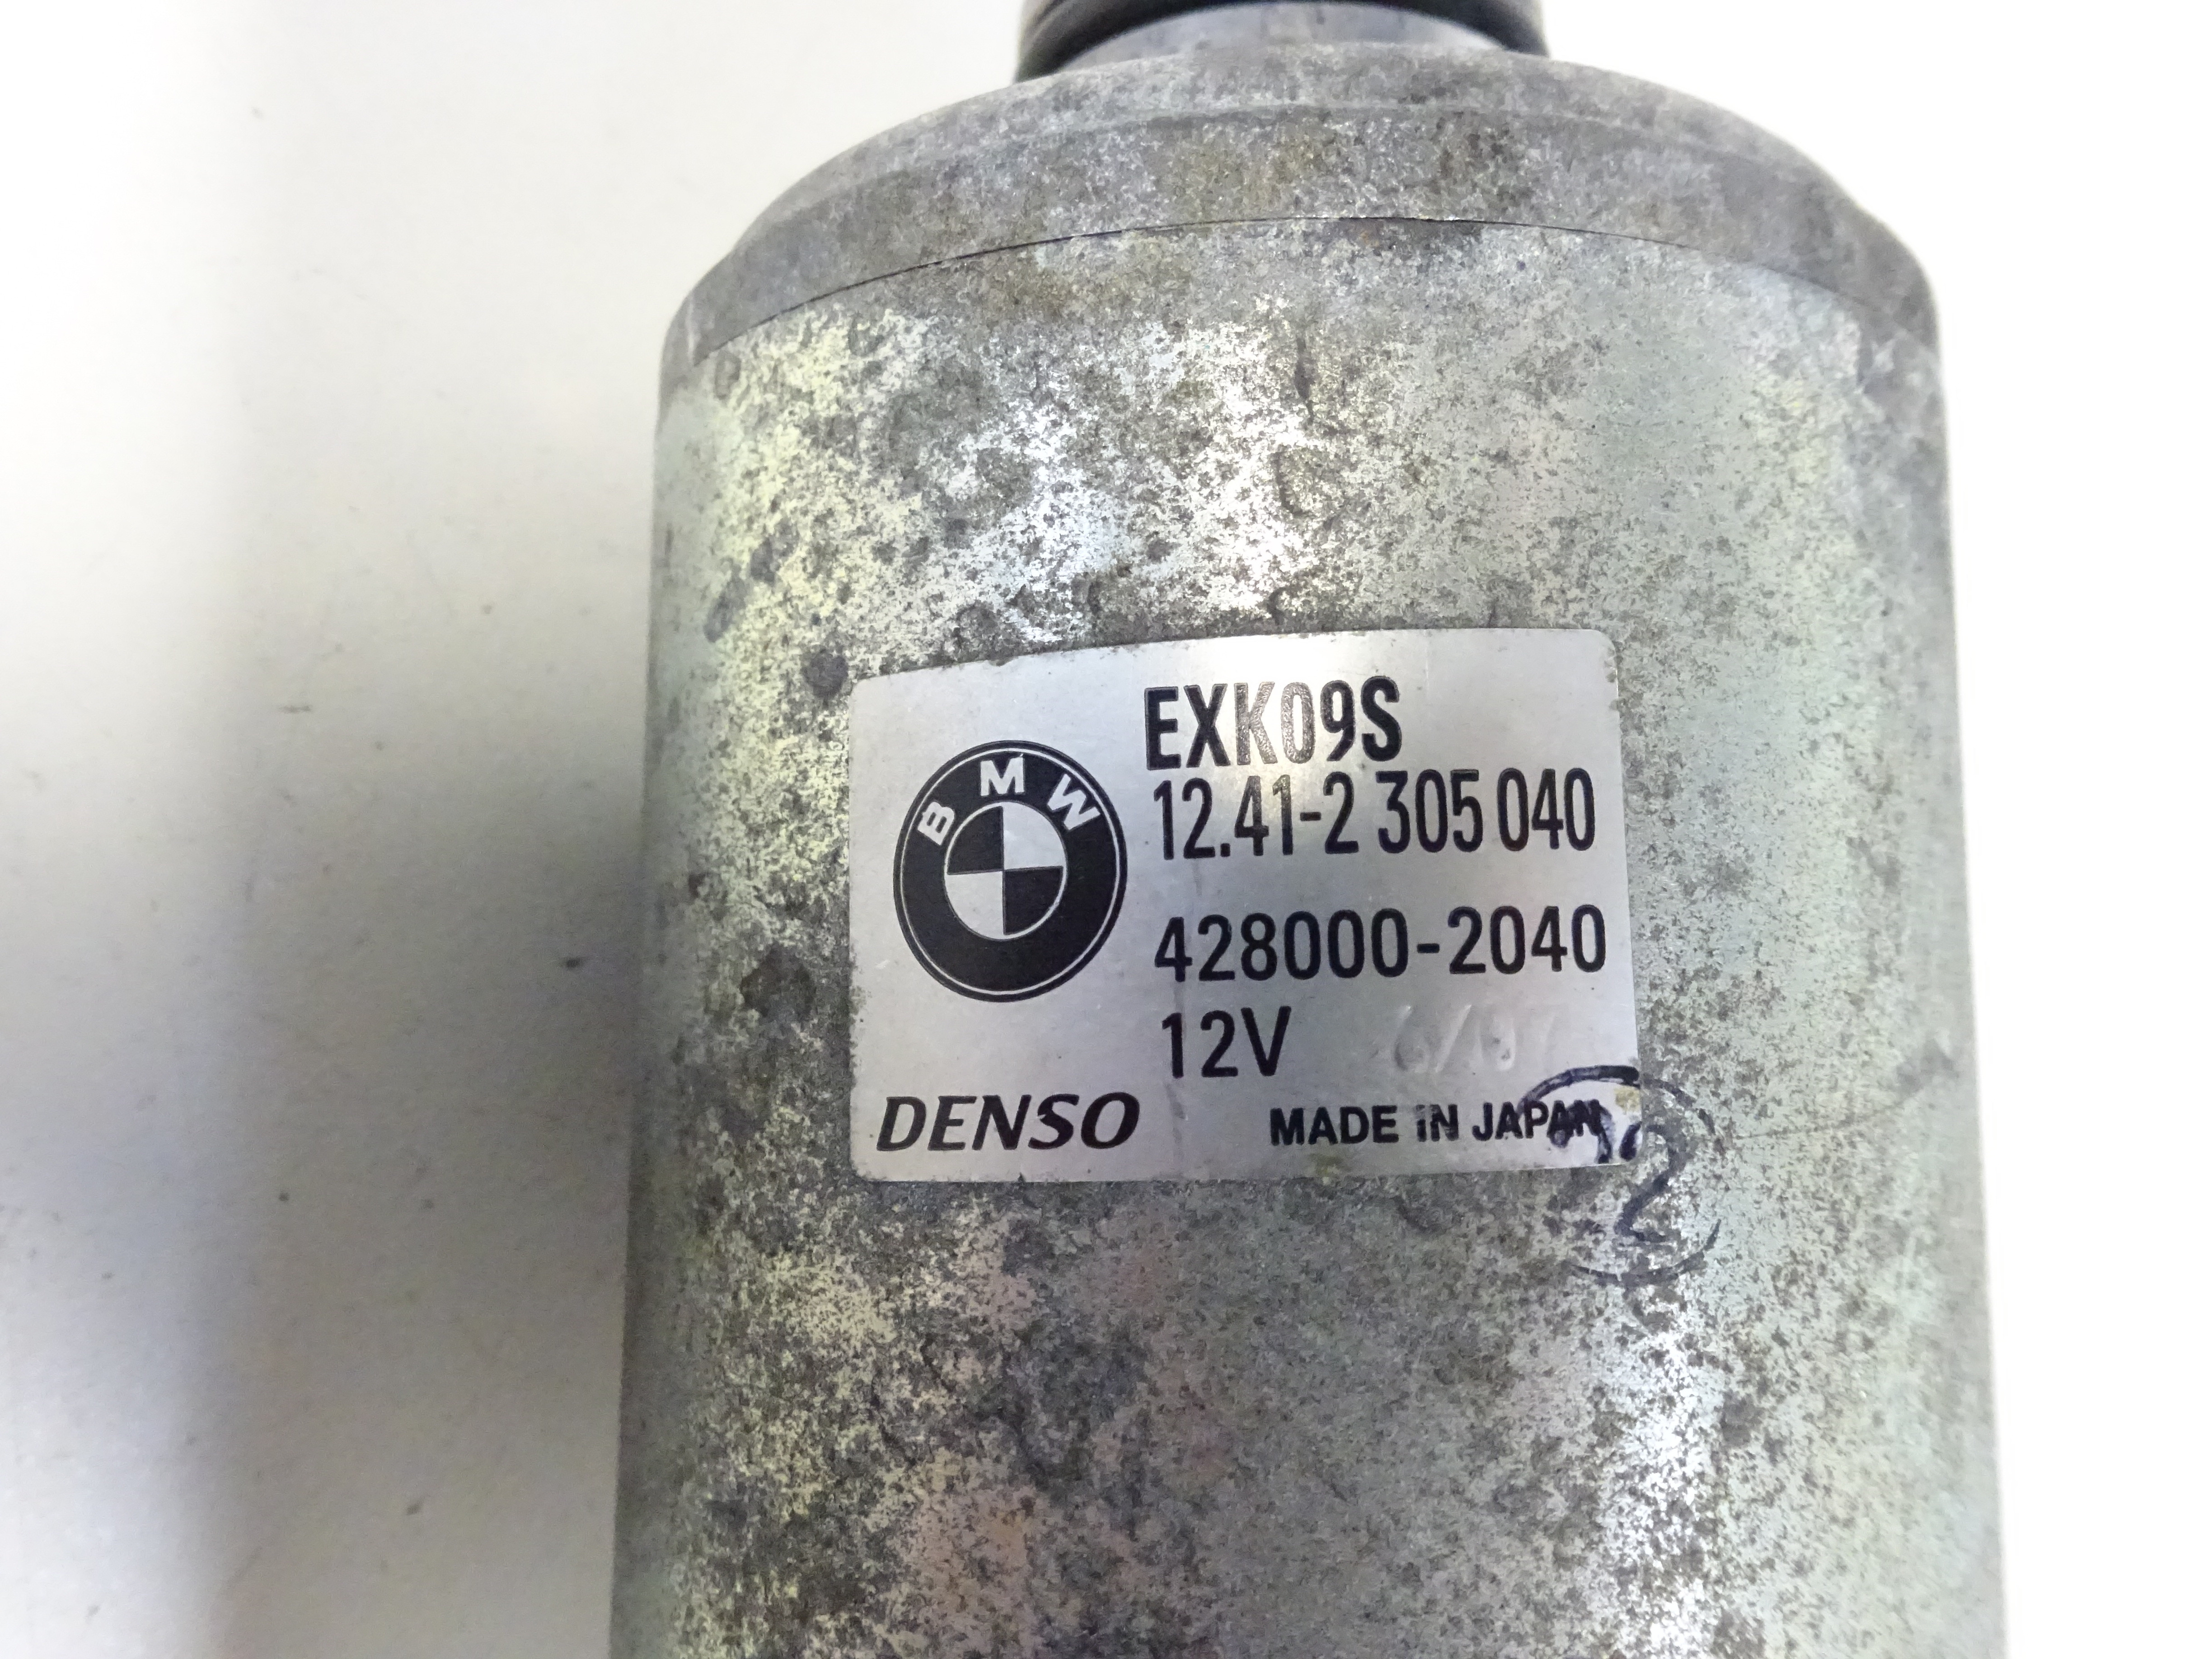 BMW
EXK09S
12.41-2 305 040
428000-2040
12V
DENSO
MADE IN JAPAN